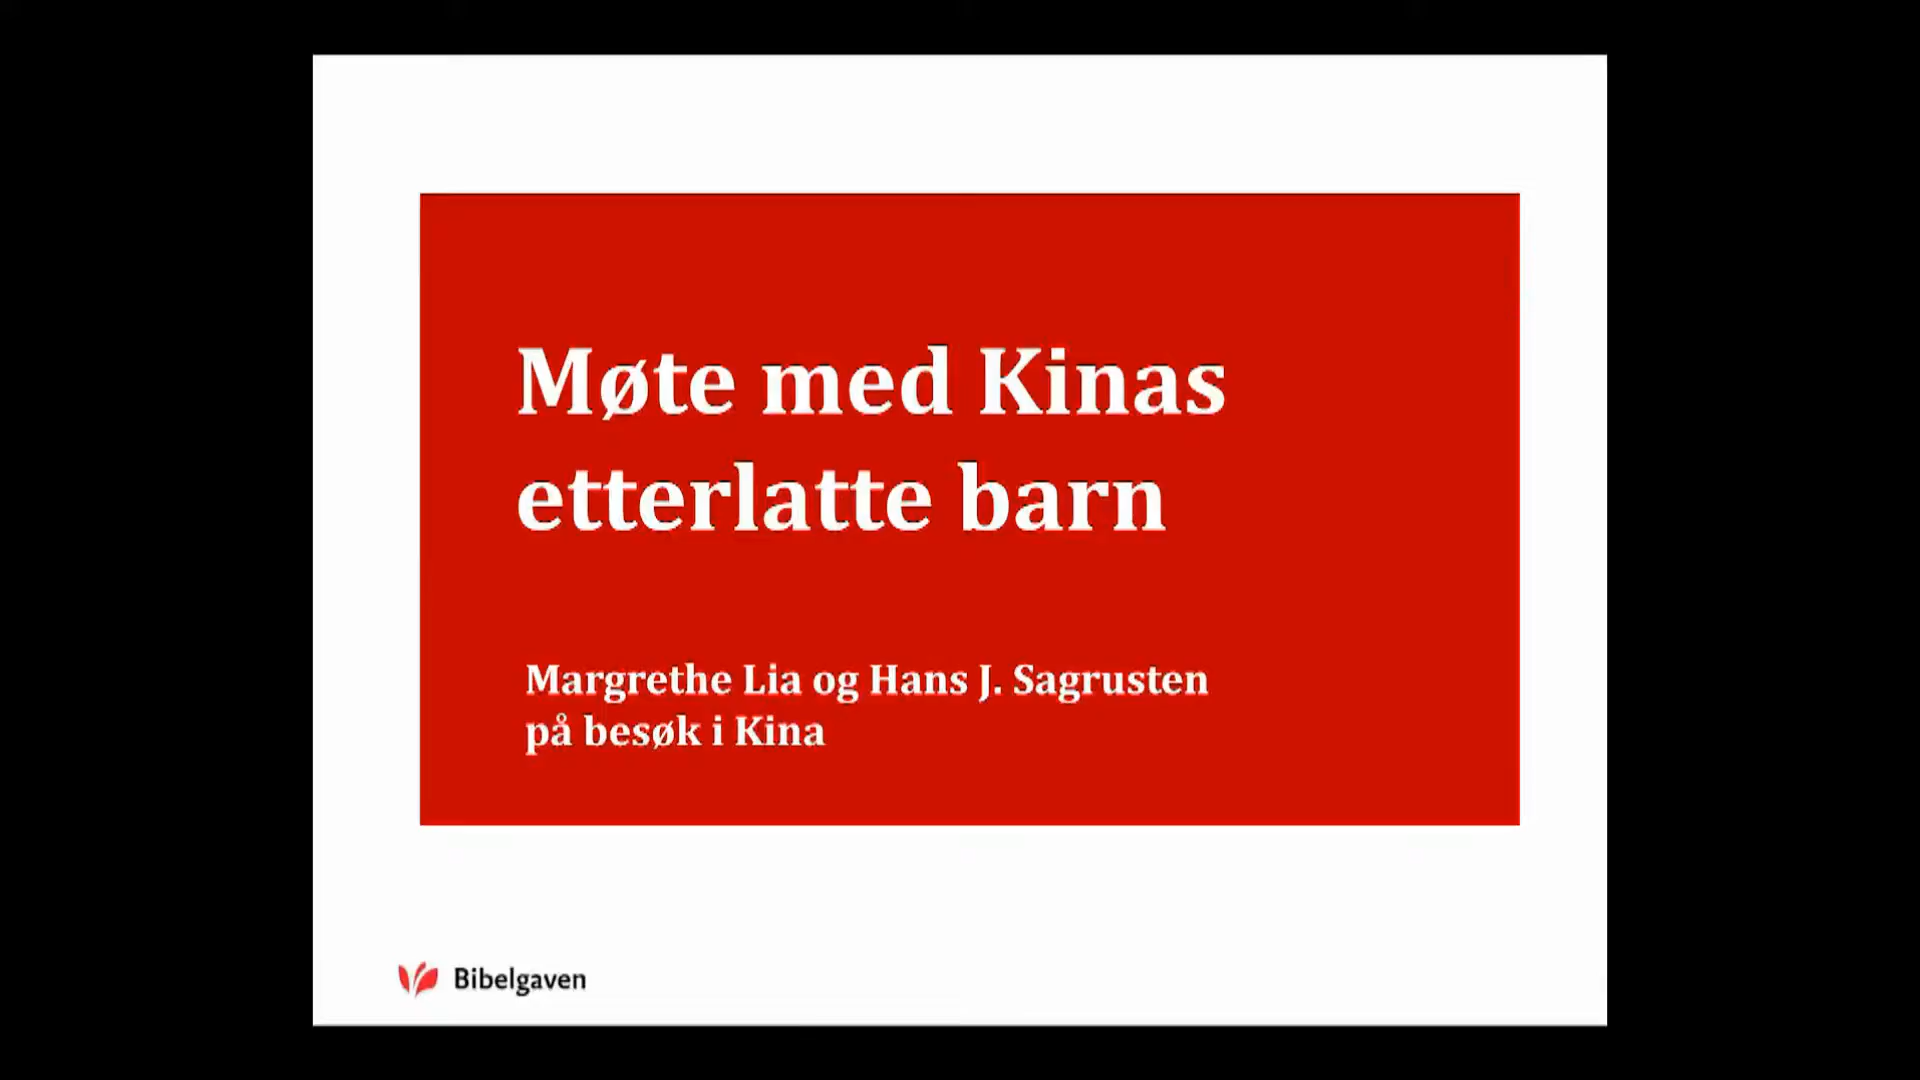 Møte med Kinas
etterlatte barn
Margrethe Lia og Hans J. Sagrusten
på besøk i Kina
Bibelgaven